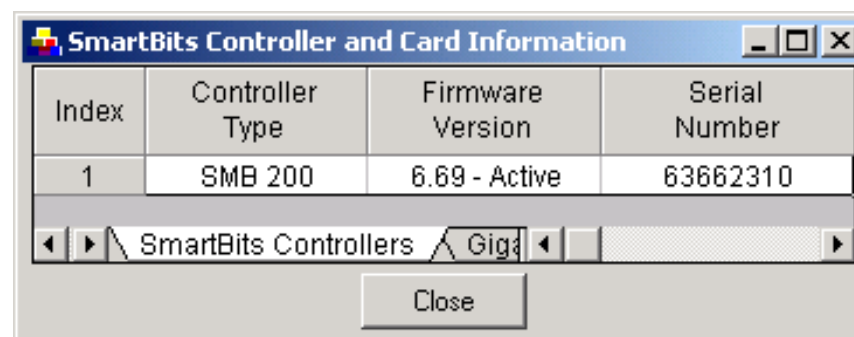 SmartBits Controller and Card Information
Index Controller Type Firmware Version Serial Number
1 SMB 200 6.69 - Active 63662310
SmartBits Controllers
Close